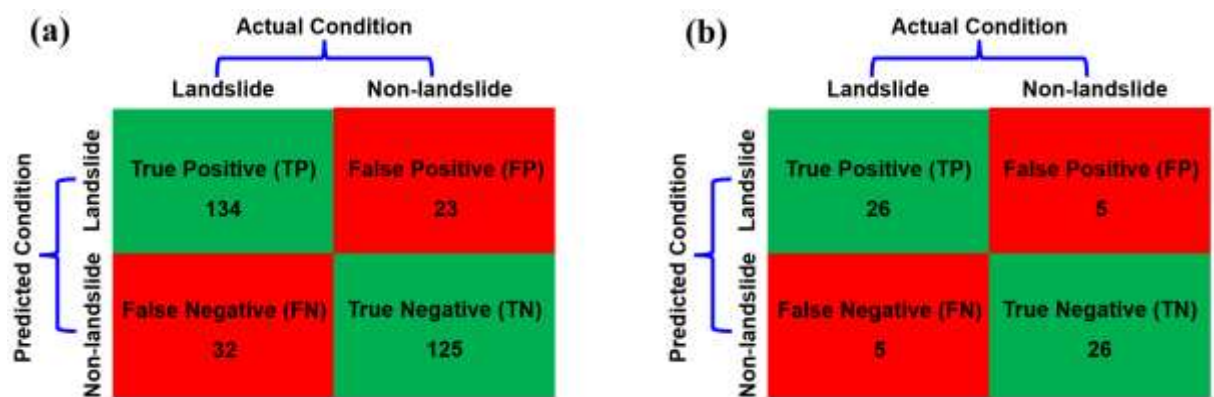 (a)
Actual Condition
Landslide Non-landslide
Predicted Condition
Landslide
Non-landslide
True Positive (TP)
134
False Positive (FP)
23
False Negative (FN)
32
True Negative (TN)
125
(b)
Actual Condition
Landslide Non-landslide
Predicted Condition
Landslide
Non-landslide
True Positive (TP)
26
False Positive (FP)
5
False Negative (FN)
5
True Negative (TN)
26